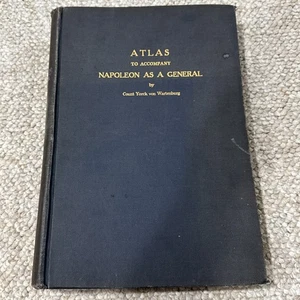 ATLAS
TO ACCOMPANY
NAPOLEON AS A GENERAL
by
Count Yorck von Wartenburg